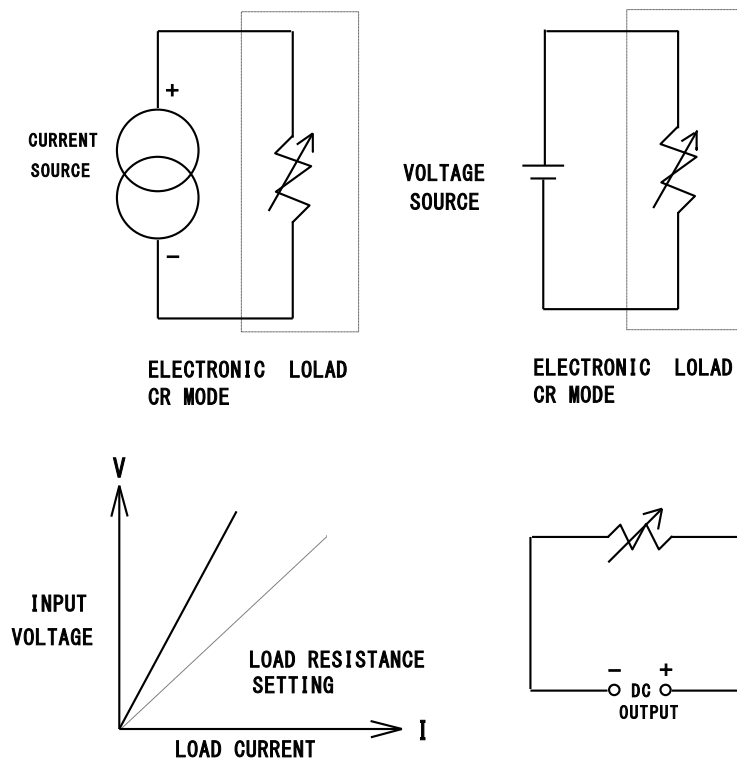 +
CURRENT
SOURCE
−
ELECTRONIC LOLAD
CR MODE
VOLTAGE
SOURCE
ELECTRONIC LOLAD
CR MODE
V
INPUT
VOLTAGE
LOAD RESISTANCE
SETTING
I
LOAD CURRENT
− +
DC
OUTPUT